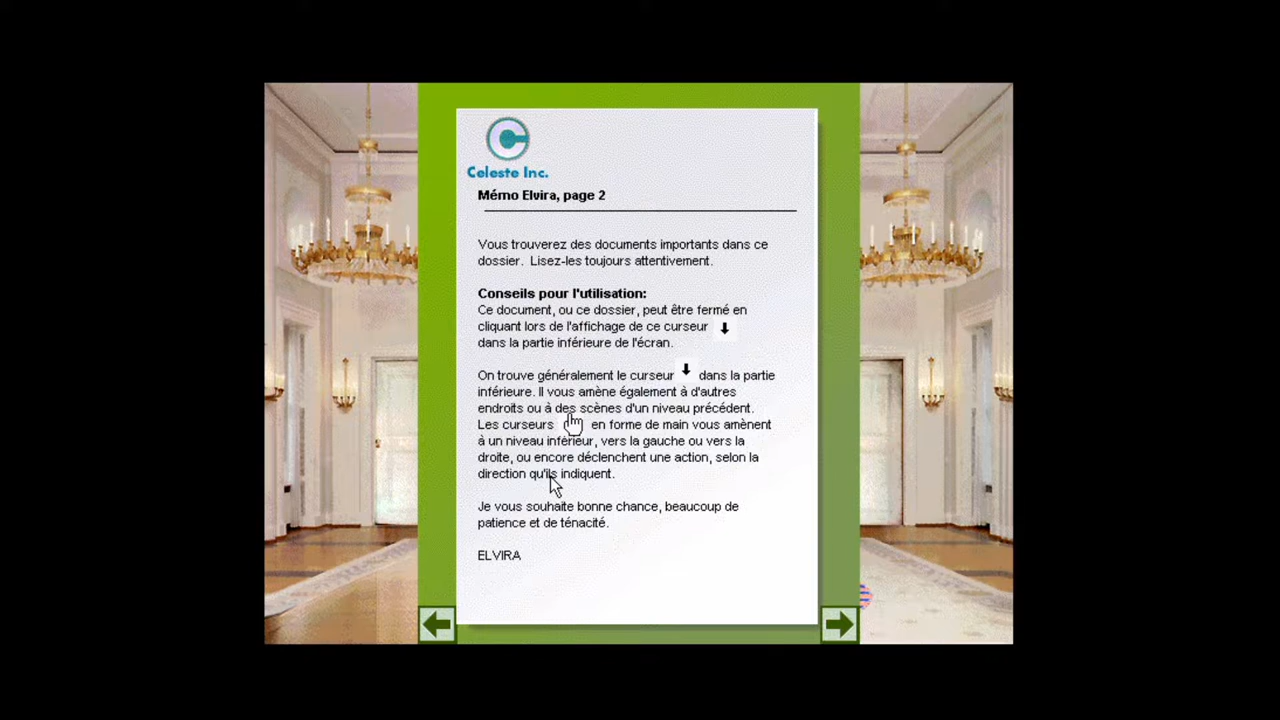 Celeste Inc.
Mémo Elvira, page 2
Vous trouverez des documents importants dans ce
dossier. Lisez-les toujours attentivement.
Conseils pour l'utilisation:
Ce document, ou ce dossier, peut être fermé en
cliquant lors de l'affichage de ce curseur
dans la partie inférieure de l'écran.
On trouve généralement le curseur dans la partie
inférieure. Il vous amène également à d'autres
endroits ou à des scènes d'un niveau précédent.
Les curseurs en forme de main vous amènent
à un niveau inférieur, vers la gauche ou vers la
droite, ou encore déclenchent une action, selon la
direction qu'ils indiquent.
Je vous souhaite bonne chance, beaucoup de
patience et de ténacité.
ELVIRA